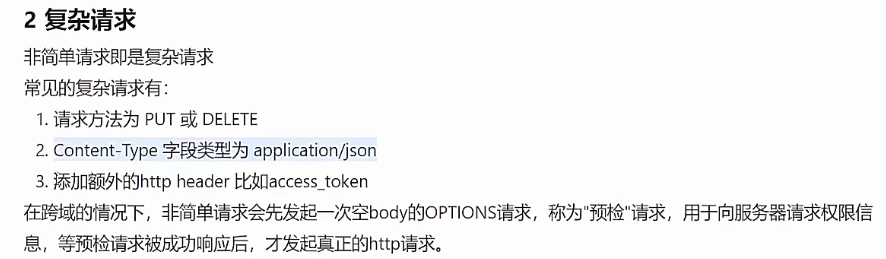 2 复杂请求
非简单请求即是复杂请求
常见的复杂请求有：
1. 请求方法为 PUT 或 DELETE
2. Content-Type 字段类型为 application/json
3. 添加额外的http header 比如access_token
在跨域的情况下，非简单请求会先发起一次空body的OPTIONS请求，称为"预检"请求，用于向服务器请求权限信
息，等预检请求被成功响应后，才发起真正的http请求。